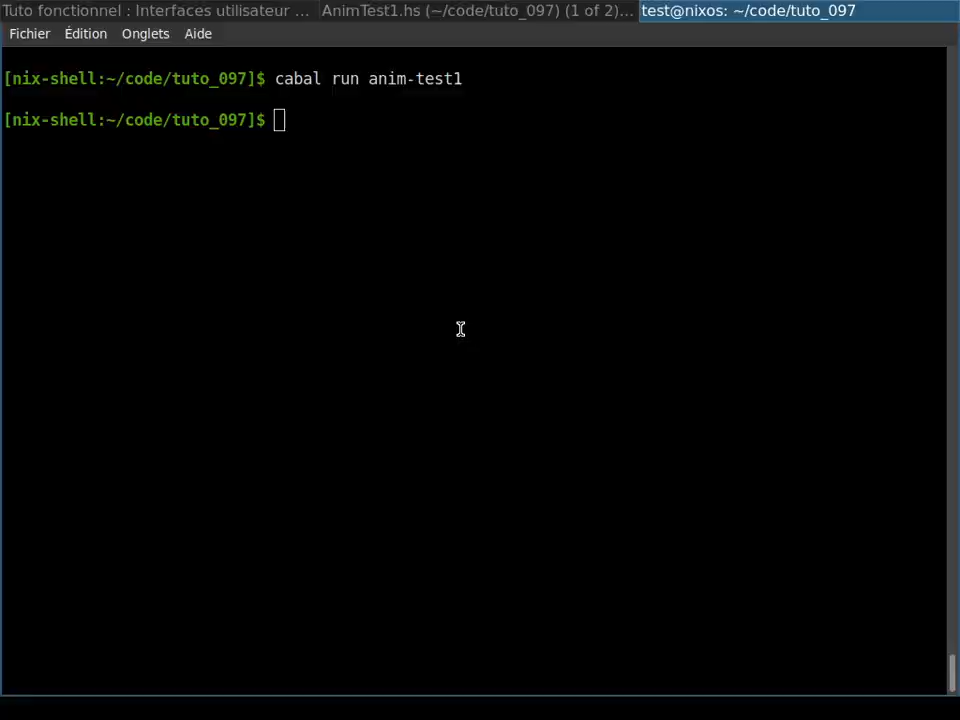 Tuto fonctionnel : Interfaces utilisateur ... AnimTest1.hs (~/code/tuto_097) (1 of 2)... test@nixos: ~/code/tuto_097
Fichier Édition Onglets Aide
[nix-shell:~/code/tuto_097]$ cabal run anim-test1
[nix-shell:~/code/tuto_097]$